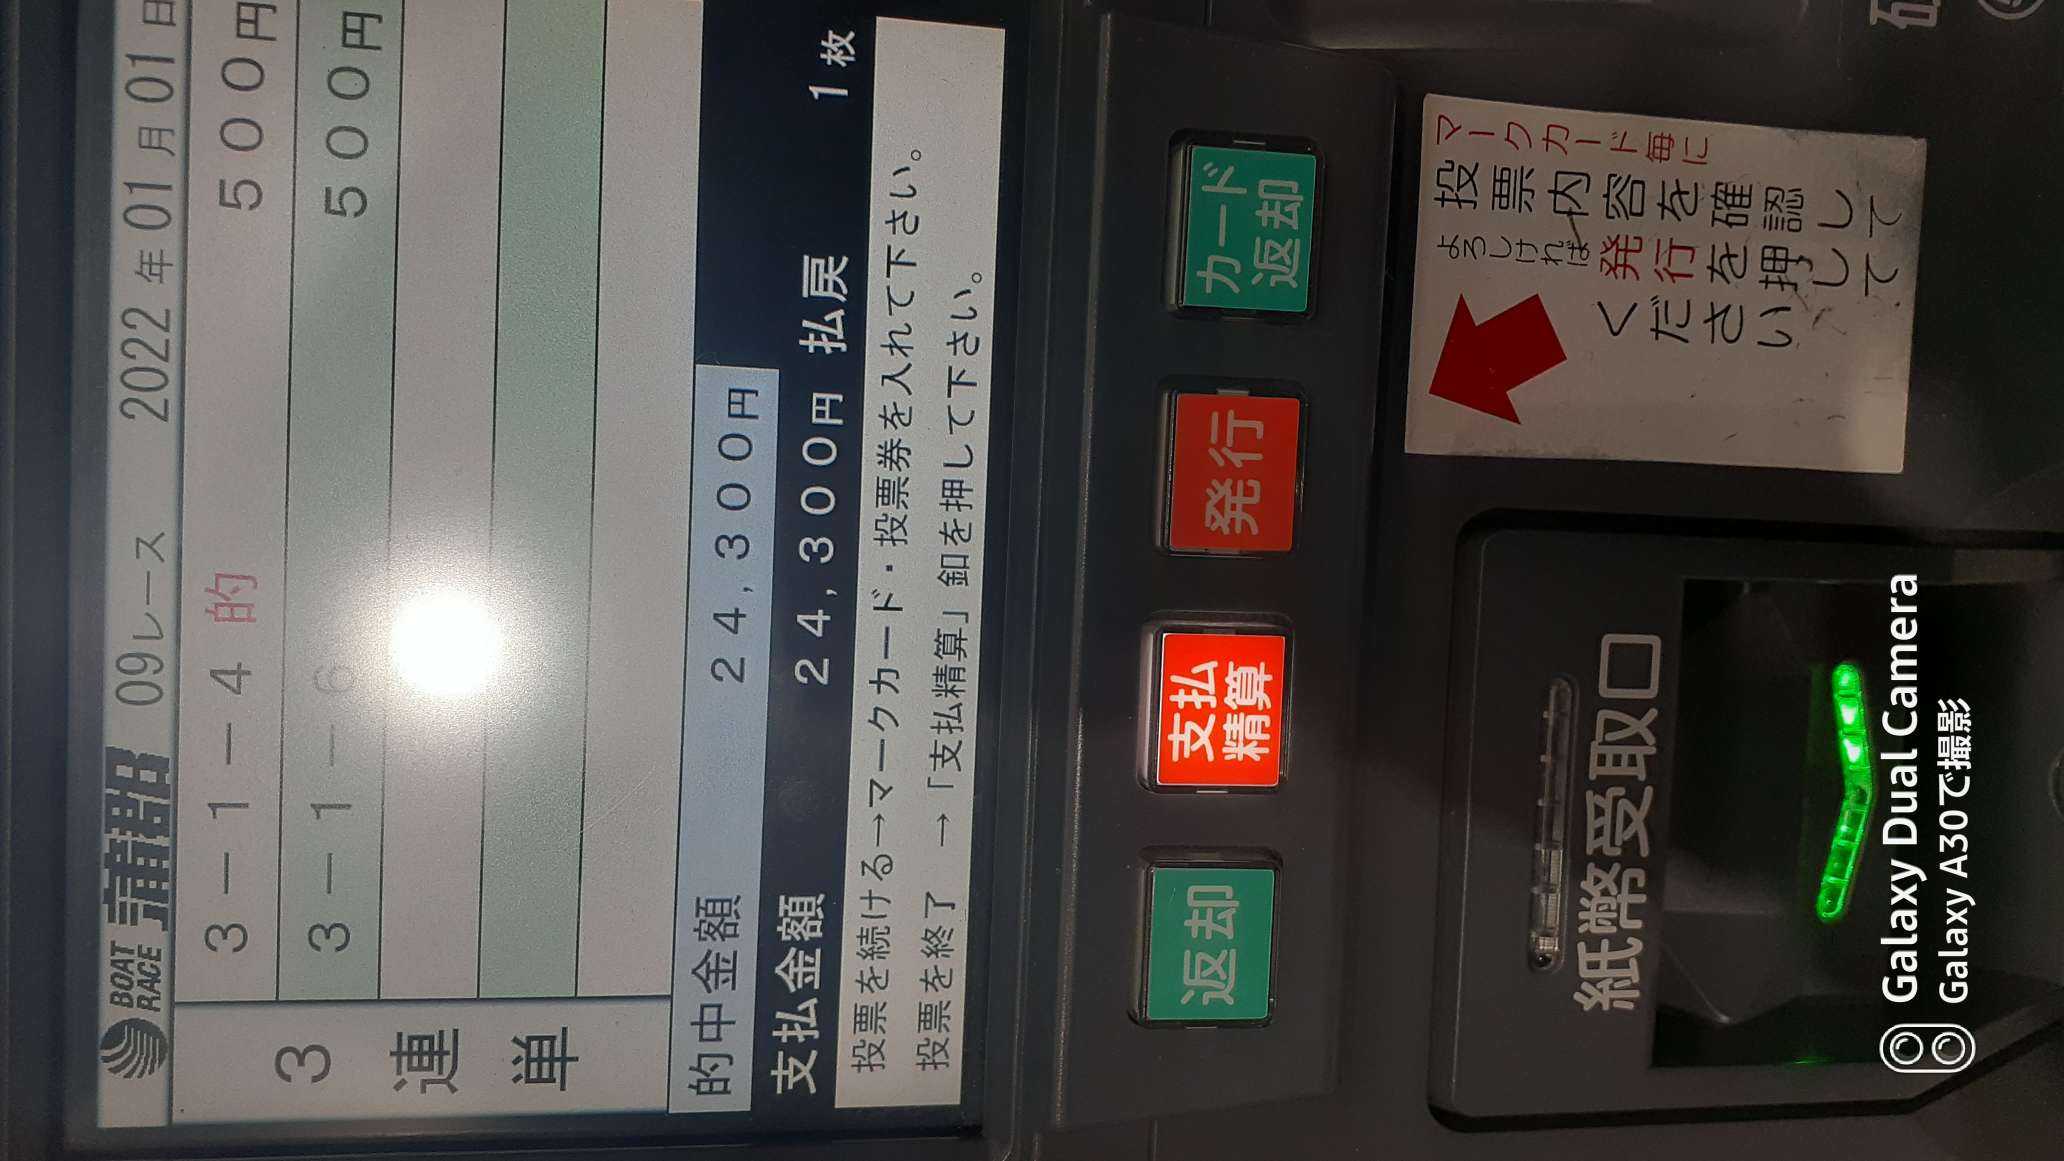 BOAT RACE 09レース 2022年01月01日
3連単
3－1－4 的 500円
3－1－6 500円
的中金額 24,300円
支払金額 24,300円 払戻 1枚
投票を続ける→マークカード・投票券を入れて下さい。
投票を終了 →「支払精算」釦を押して下さい。
返却
支払精算
発行
カード返却
マークカード毎に
投票内容を確認して
よろしければ発行を押して
ください
紙幣受取口
Galaxy Dual Camera
Galaxy A30で撮影